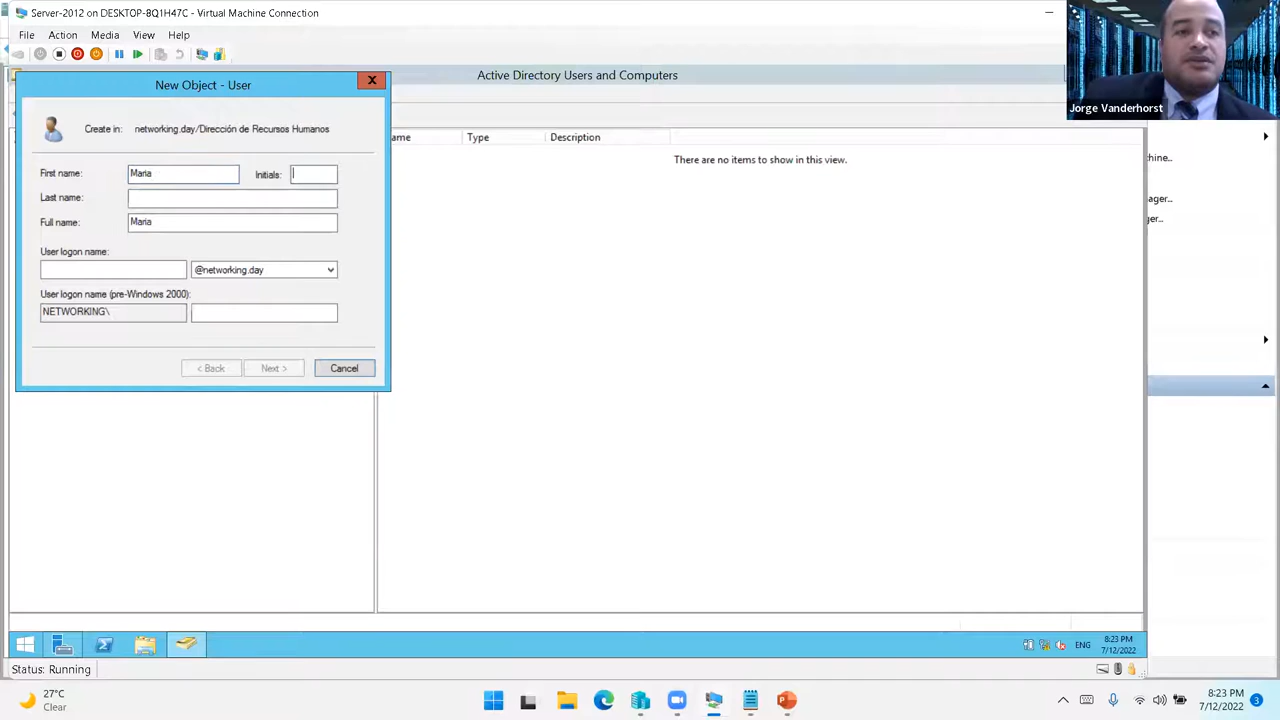 Server-2012 on DESKTOP-8Q1H47C - Virtual Machine Connection
File Action Media View Help
Active Directory Users and Computers
New Object - User
Create in: networking.day/Dirección de Recursos Humanos
First name: Maria Initials:
Last name:
Full name: Maria
User logon name:
@networking.day
User logon name (pre-Windows 2000):
NETWORKING\
< Back Next > Cancel
ame Type Description
There are no items to show in this view.
Jorge Vanderhorst
chine...
ager...
ger...
ENG
8:23 PM
7/12/2022
Status: Running
27°C
Clear
8:23 PM
7/12/2022
3